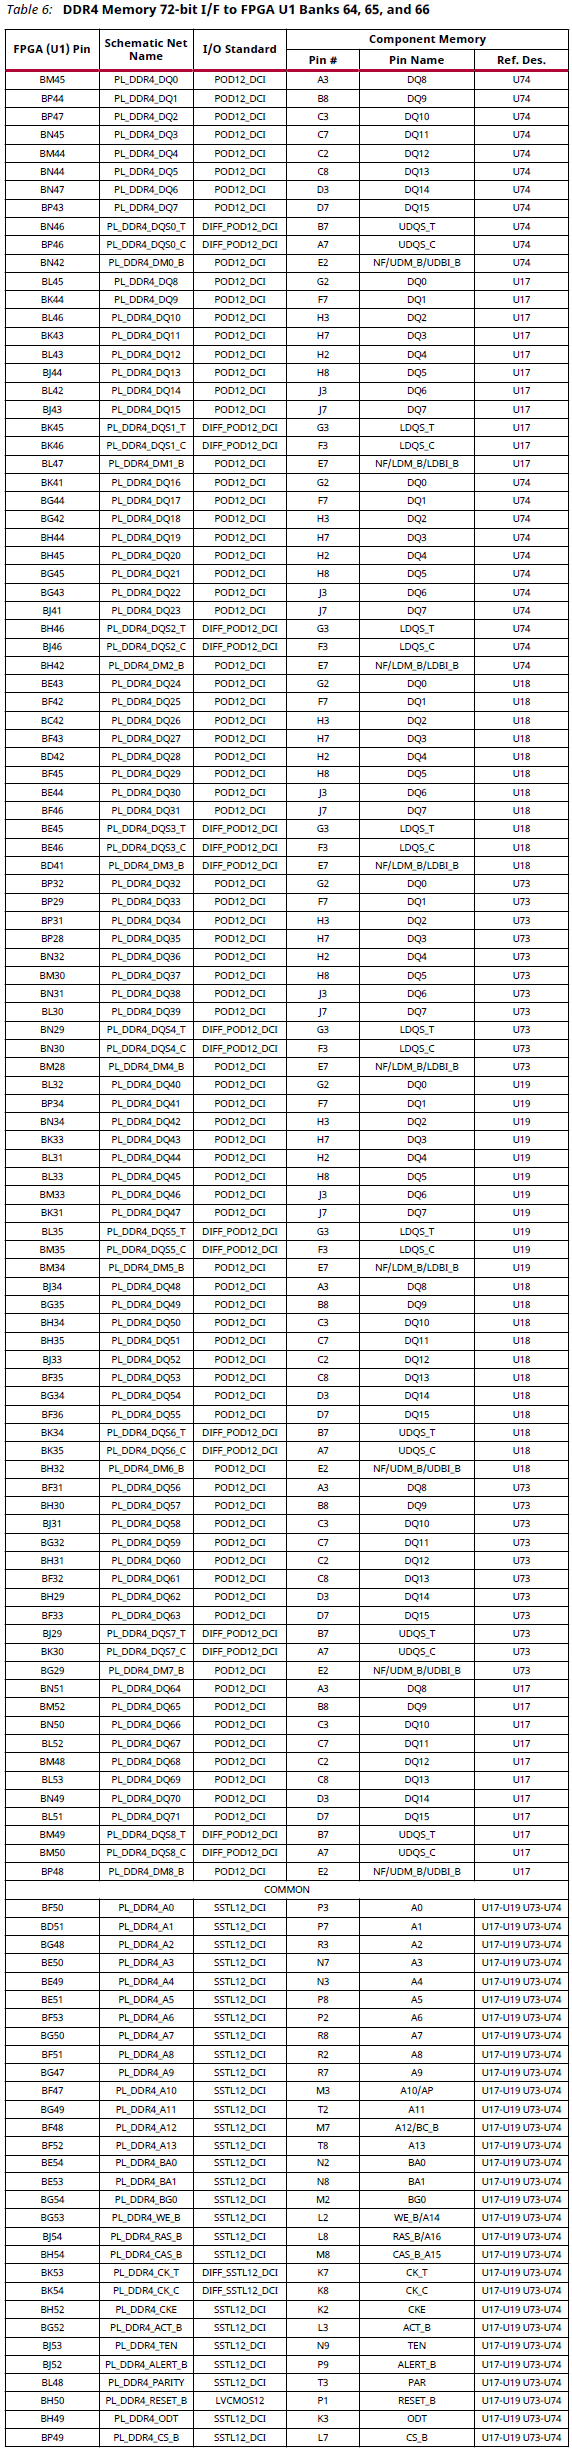 Table 6: DDR4 Memory 72-bit I/F to FPGA U1 Banks 64, 65, and 66
FPGA (U1) Pin Schematic Net Name I/O Standard Component Memory
Pin # Pin Name Ref. Des.
BM45 PL_DDR4_DQ0 POD12_DCI A3 DQ8 U74
BP44 PL_DDR4_DQ1 POD12_DCI B8 DQ9 U74
BP47 PL_DDR4_DQ2 POD12_DCI C3 DQ10 U74
BN45 PL_DDR4_DQ3 POD12_DCI C7 DQ11 U74
BM44 PL_DDR4_DQ4 POD12_DCI C2 DQ12 U74
BN44 PL_DDR4_DQ5 POD12_DCI C8 DQ13 U74
BN47 PL_DDR4_DQ6 POD12_DCI D3 DQ14 U74
BP43 PL_DDR4_DQ7 POD12_DCI D7 DQ15 U74
BN46 PL_DDR4_DQS0_T DIFF_POD12_DCI B7 UDQS_T U74
BP46 PL_DDR4_DQS0_C DIFF_POD12_DCI A7 UDQS_C U74
BN42 PL_DDR4_DM0_B POD12_DCI E2 NF/UDM_B/UDBI_B U74
BL45 PL_DDR4_DQ8 POD12_DCI G2 DQ0 U17
BK44 PL_DDR4_DQ9 POD12_DCI F7 DQ1 U17
BL46 PL_DDR4_DQ10 POD12_DCI H3 DQ2 U17
BK43 PL_DDR4_DQ11 POD12_DCI H7 DQ3 U17
BL43 PL_DDR4_DQ12 POD12_DCI H2 DQ4 U17
BJ44 PL_DDR4_DQ13 POD12_DCI H8 DQ5 U17
BL42 PL_DDR4_DQ14 POD12_DCI J3 DQ6 U17
BJ43 PL_DDR4_DQ15 POD12_DCI J7 DQ7 U17
BK45 PL_DDR4_DQS1_T DIFF_POD12_DCI G3 LDQS_T U17
BK46 PL_DDR4_DQS1_C DIFF_POD12_DCI F3 LDQS_C U17
BL47 PL_DDR4_DM1_B POD12_DCI E7 NF/LDM_B/LDBI_B U17
BK41 PL_DDR4_DQ16 POD12_DCI G2 DQ0 U74
BG44 PL_DDR4_DQ17 POD12_DCI F7 DQ1 U74
BG42 PL_DDR4_DQ18 POD12_DCI H3 DQ2 U74
BH44 PL_DDR4_DQ19 POD12_DCI H7 DQ3 U74
BH45 PL_DDR4_DQ20 POD12_DCI H2 DQ4 U74
BG45 PL_DDR4_DQ21 POD12_DCI H8 DQ5 U74
BG43 PL_DDR4_DQ22 POD12_DCI J3 DQ6 U74
BJ41 PL_DDR4_DQ23 POD12_DCI J7 DQ7 U74
BH46 PL_DDR4_DQS2_T DIFF_POD12_DCI G3 LDQS_T U74
BJ46 PL_DDR4_DQS2_C DIFF_POD12_DCI F3 LDQS_C U74
BH42 PL_DDR4_DM2_B POD12_DCI E7 NF/LDM_B/LDBI_B U74
BE43 PL_DDR4_DQ24 POD12_DCI G2 DQ0 U18
BF42 PL_DDR4_DQ25 POD12_DCI F7 DQ1 U18
BC42 PL_DDR4_DQ26 POD12_DCI H3 DQ2 U18
BF43 PL_DDR4_DQ27 POD12_DCI H7 DQ3 U18
BD42 PL_DDR4_DQ28 POD12_DCI H2 DQ4 U18
BF45 PL_DDR4_DQ29 POD12_DCI H8 DQ5 U18
BE44 PL_DDR4_DQ30 POD12_DCI J3 DQ6 U18
BF46 PL_DDR4_DQ31 POD12_DCI J7 DQ7 U18
BE45 PL_DDR4_DQS3_T DIFF_POD12_DCI G3 LDQS_T U18
BE46 PL_DDR4_DQS3_C DIFF_POD12_DCI F3 LDQS_C U18
BD41 PL_DDR4_DM3_B DIFF_POD12_DCI E7 NF/LDM_B/LDBI_B U18
BP32 PL_DDR4_DQ32 POD12_DCI G2 DQ0 U73
BP29 PL_DDR4_DQ33 POD12_DCI F7 DQ1 U73
BP31 PL_DDR4_DQ34 POD12_DCI H3 DQ2 U73
BP28 PL_DDR4_DQ35 POD12_DCI H7 DQ3 U73
BN32 PL_DDR4_DQ36 POD12_DCI H2 DQ4 U73
BM30 PL_DDR4_DQ37 POD12_DCI H8 DQ5 U73
BN31 PL_DDR4_DQ38 POD12_DCI J3 DQ6 U73
BL30 PL_DDR4_DQ39 POD12_DCI J7 DQ7 U73
BN29 PL_DDR4_DQS4_T DIFF_POD12_DCI G3 LDQS_T U73
BN30 PL_DDR4_DQS4_C DIFF_POD12_DCI F3 LDQS_C U73
BM28 PL_DDR4_DM4_B POD12_DCI E7 NF/LDM_B/LDBI_B U73
BL32 PL_DDR4_DQ40 POD12_DCI G2 DQ0 U19
BP34 PL_DDR4_DQ41 POD12_DCI F7 DQ1 U19
BN34 PL_DDR4_DQ42 POD12_DCI H3 DQ2 U19
BK33 PL_DDR4_DQ43 POD12_DCI H7 DQ3 U19
BL31 PL_DDR4_DQ44 POD12_DCI H2 DQ4 U19
BL33 PL_DDR4_DQ45 POD12_DCI H8 DQ5 U19
BM33 PL_DDR4_DQ46 POD12_DCI J3 DQ6 U19
BK31 PL_DDR4_DQ47 POD12_DCI J7 DQ7 U19
BL35 PL_DDR4_DQS5_T DIFF_POD12_DCI G3 LDQS_T U19
BM35 PL_DDR4_DQS5_C DIFF_POD12_DCI F3 LDQS_C U19
BM34 PL_DDR4_DM5_B POD12_DCI E7 NF/LDM_B/LDBI_B U19
BJ34 PL_DDR4_DQ48 POD12_DCI A3 DQ8 U18
BG35 PL_DDR4_DQ49 POD12_DCI B8 DQ9 U18
BH34 PL_DDR4_DQ50 POD12_DCI C3 DQ10 U18
BH35 PL_DDR4_DQ51 POD12_DCI C7 DQ11 U18
BJ33 PL_DDR4_DQ52 POD12_DCI C2 DQ12 U18
BF35 PL_DDR4_DQ53 POD12_DCI C8 DQ13 U18
BG34 PL_DDR4_DQ54 POD12_DCI D3 DQ14 U18
BF36 PL_DDR4_DQ55 POD12_DCI D7 DQ15 U18
BK34 PL_DDR4_DQS6_T DIFF_POD12_DCI B7 UDQS_T U18
BK35 PL_DDR4_DQS6_C DIFF_POD12_DCI A7 UDQS_C U18
BH32 PL_DDR4_DM6_B POD12_DCI E2 NF/UDM_B/UDBI_B U18
BF31 PL_DDR4_DQ56 POD12_DCI A3 DQ8 U73
BH30 PL_DDR4_DQ57 POD12_DCI B8 DQ9 U73
BJ31 PL_DDR4_DQ58 POD12_DCI C3 DQ10 U73
BG32 PL_DDR4_DQ59 POD12_DCI C7 DQ11 U73
BH31 PL_DDR4_DQ60 POD12_DCI C2 DQ12 U73
BF32 PL_DDR4_DQ61 POD12_DCI C8 DQ13 U73
BH29 PL_DDR4_DQ62 POD12_DCI D3 DQ14 U73
BF33 PL_DDR4_DQ63 POD12_DCI D7 DQ15 U73
BJ29 PL_DDR4_DQS7_T DIFF_POD12_DCI B7 UDQS_T U73
BK30 PL_DDR4_DQS7_C DIFF_POD12_DCI A7 UDQS_C U73
BG29 PL_DDR4_DM7_B POD12_DCI E2 NF/UDM_B/UDBI_B U73
BN51 PL_DDR4_DQ64 POD12_DCI A3 DQ8 U17
BM52 PL_DDR4_DQ65 POD12_DCI B8 DQ9 U17
BN50 PL_DDR4_DQ66 POD12_DCI C3 DQ10 U17
BL52 PL_DDR4_DQ67 POD12_DCI C7 DQ11 U17
BM48 PL_DDR4_DQ68 POD12_DCI C2 DQ12 U17
BL53 PL_DDR4_DQ69 POD12_DCI C8 DQ13 U17
BN49 PL_DDR4_DQ70 POD12_DCI D3 DQ14 U17
BL51 PL_DDR4_DQ71 POD12_DCI D7 DQ15 U17
BM49 PL_DDR4_DQS8_T DIFF_POD12_DCI B7 UDQS_T U17
BM50 PL_DDR4_DQS8_C DIFF_POD12_DCI A7 UDQS_C U17
BP48 PL_DDR4_DM8_B POD12_DCI E2 NF/UDM_B/UDBI_B U17
COMMON
BF50 PL_DDR4_A0 SSTL12_DCI P3 A0 U17-U19 U73-U74
BD51 PL_DDR4_A1 SSTL12_DCI P7 A1 U17-U19 U73-U74
BG48 PL_DDR4_A2 SSTL12_DCI R3 A2 U17-U19 U73-U74
BE50 PL_DDR4_A3 SSTL12_DCI N7 A3 U17-U19 U73-U74
BE49 PL_DDR4_A4 SSTL12_DCI N3 A4 U17-U19 U73-U74
BE51 PL_DDR4_A5 SSTL12_DCI P8 A5 U17-U19 U73-U74
BF53 PL_DDR4_A6 SSTL12_DCI P2 A6 U17-U19 U73-U74
BG50 PL_DDR4_A7 SSTL12_DCI R8 A7 U17-U19 U73-U74
BF51 PL_DDR4_A8 SSTL12_DCI R2 A8 U17-U19 U73-U74
BG47 PL_DDR4_A9 SSTL12_DCI R7 A9 U17-U19 U73-U74
BF47 PL_DDR4_A10 SSTL12_DCI M3 A10/AP U17-U19 U73-U74
BG49 PL_DDR4_A11 SSTL12_DCI T2 A11 U17-U19 U73-U74
BF48 PL_DDR4_A12 SSTL12_DCI M7 A12/BC_B U17-U19 U73-U74
BF52 PL_DDR4_A13 SSTL12_DCI T8 A13 U17-U19 U73-U74
BE54 PL_DDR4_BA0 SSTL12_DCI N2 BA0 U17-U19 U73-U74
BE53 PL_DDR4_BA1 SSTL12_DCI N8 BA1 U17-U19 U73-U74
BG54 PL_DDR4_BG0 SSTL12_DCI M2 BG0 U17-U19 U73-U74
BG53 PL_DDR4_WE_B SSTL12_DCI L2 WE_B/A14 U17-U19 U73-U74
BJ54 PL_DDR4_RAS_B SSTL12_DCI L8 RAS_B/A16 U17-U19 U73-U74
BH54 PL_DDR4_CAS_B SSTL12_DCI M8 CAS_B_A15 U17-U19 U73-U74
BK53 PL_DDR4_CK_T DIFF_SSTL12_DCI K7 CK_T U17-U19 U73-U74
BK54 PL_DDR4_CK_C DIFF_SSTL12_DCI K8 CK_C U17-U19 U73-U74
BH52 PL_DDR4_CKE SSTL12_DCI K2 CKE U17-U19 U73-U74
BG52 PL_DDR4_ACT_B SSTL12_DCI L3 ACT_B U17-U19 U73-U74
BJ53 PL_DDR4_TEN SSTL12_DCI N9 TEN U17-U19 U73-U74
BJ52 PL_DDR4_ALERT_B SSTL12_DCI P9 ALERT_B U17-U19 U73-U74
BL48 PL_DDR4_PARITY SSTL12_DCI T3 PAR U17-U19 U73-U74
BH50 PL_DDR4_RESET_B LVCMOS12 P1 RESET_B U17-U19 U73-U74
BH49 PL_DDR4_ODT SSTL12_DCI K3 ODT U17-U19 U73-U74
BP49 PL_DDR4_CS_B SSTL12_DCI L7 CS_B U17-U19 U73-U74